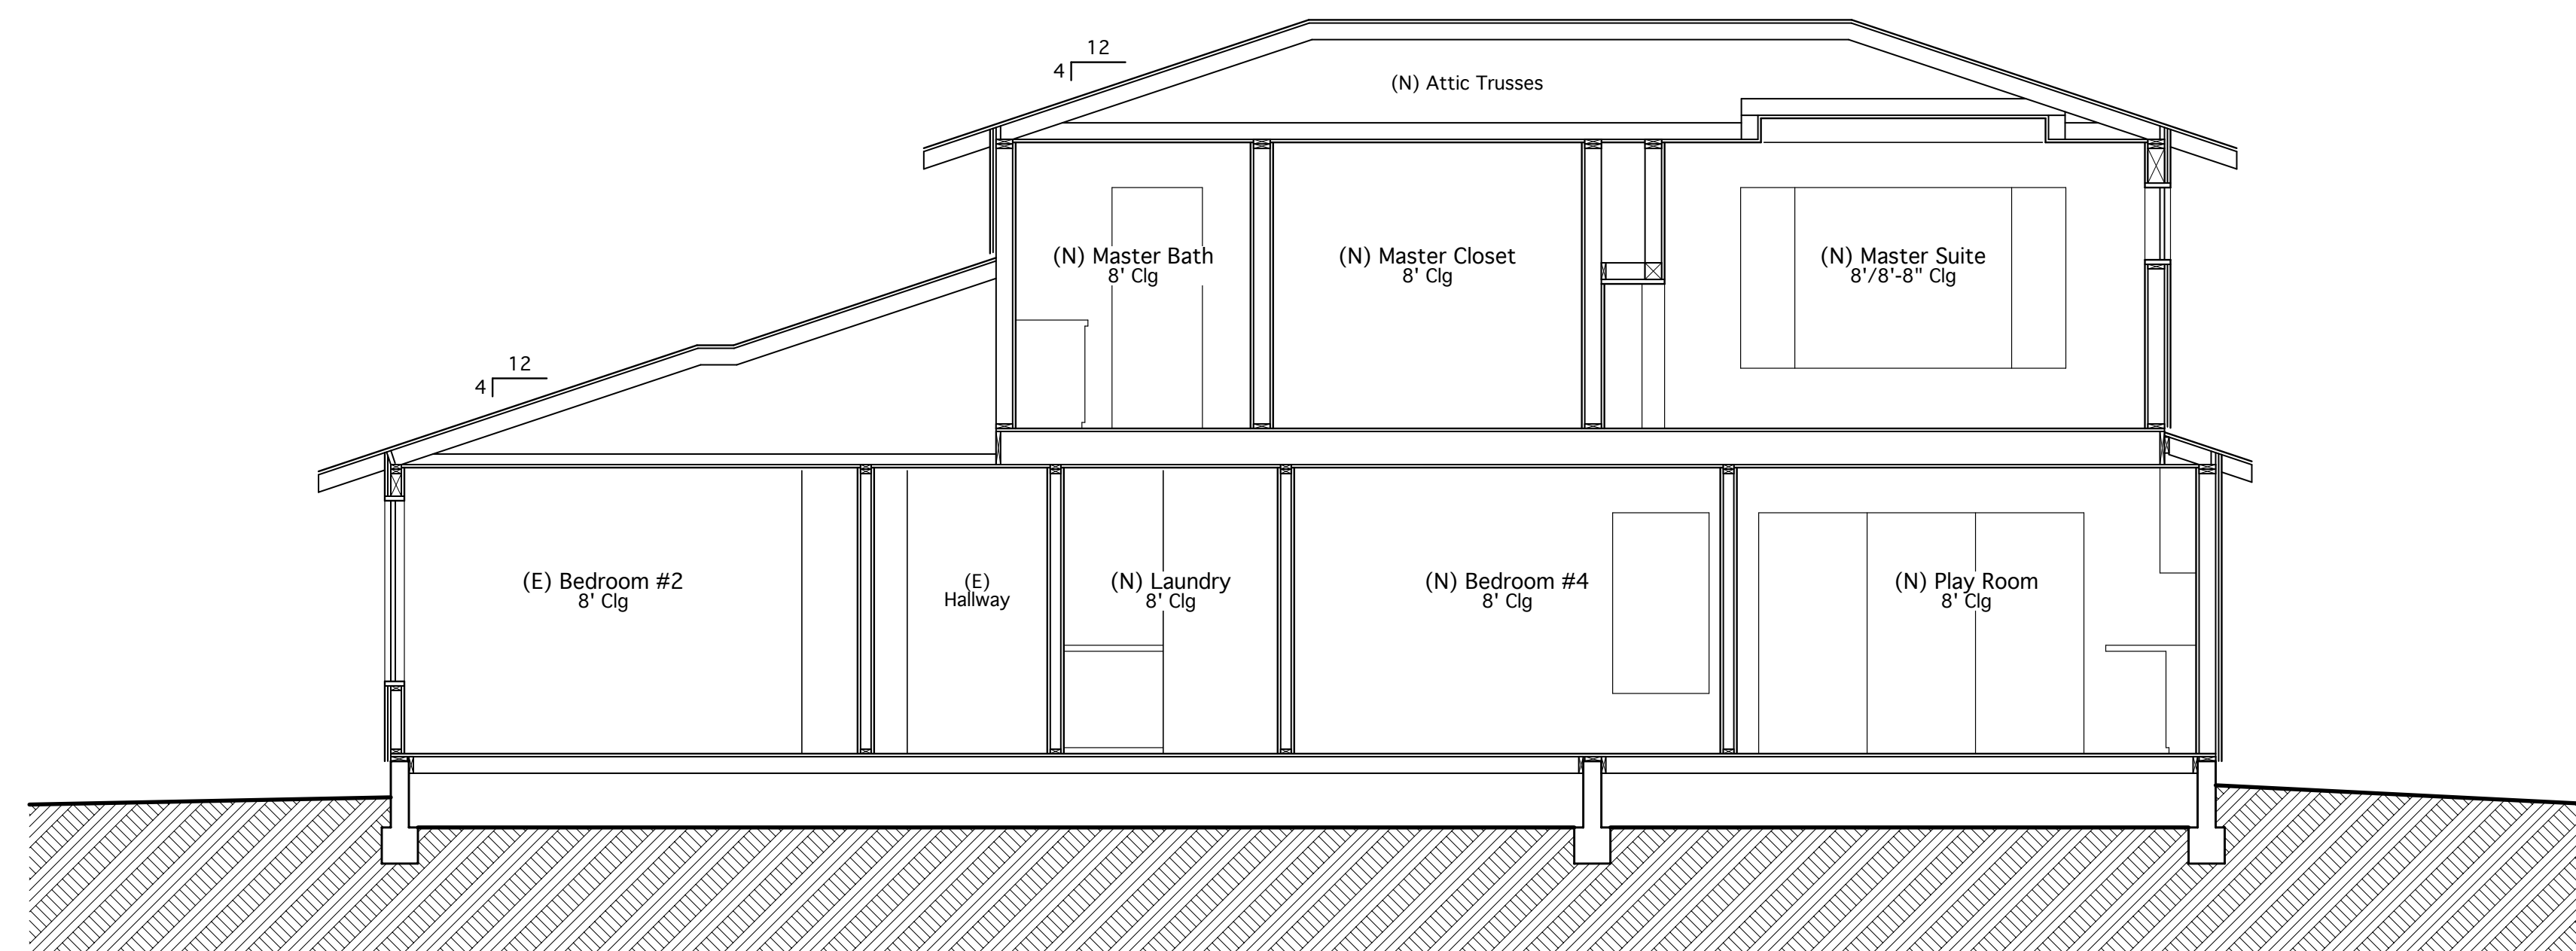 12
4
(N) Attic Trusses
(N) Master Bath
8' Clg
(N) Master Closet
8' Clg
(N) Master Suite
8'/8'-8" Clg
12
4
(E) Bedroom #2
8' Clg
(E)
Hallway
(N) Laundry
8' Clg
(N) Bedroom #4
8' Clg
(N) Play Room
8' Clg